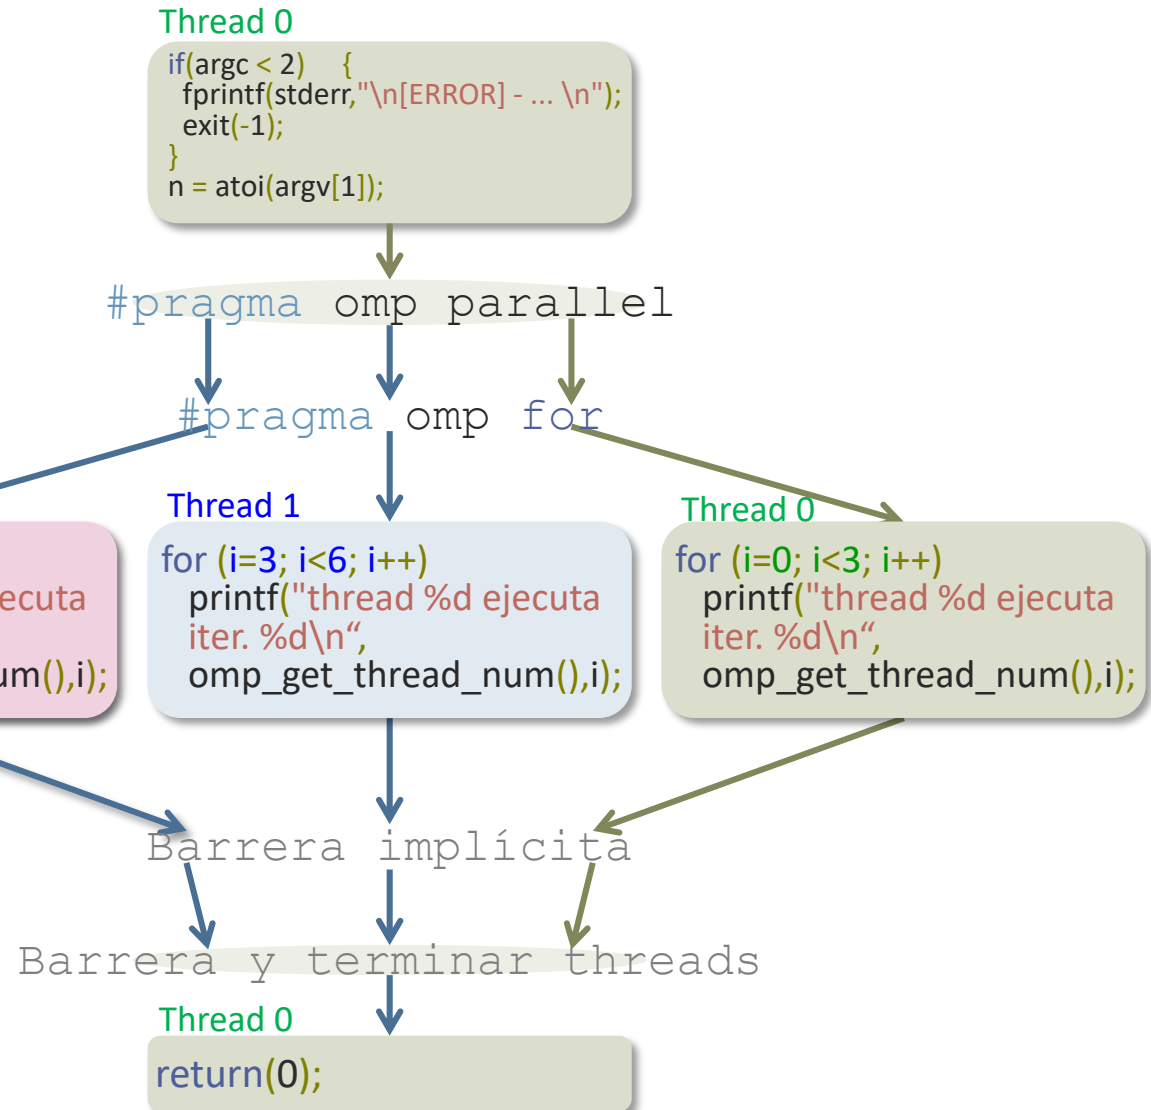 Thread 0
if(argc < 2) {
fprintf(stderr,"\n[ERROR] - ... \n");
exit(-1);
}
n = atoi(argv[1]);
#pragma omp parallel
#pragma omp for
Thread 1
Thread 0
ecuta
um(),i);
for (i=3; i<6; i++)
printf("thread %d ejecuta
iter. %d\n“,
omp_get_thread_num(),i);
for (i=0; i<3; i++)
printf("thread %d ejecuta
iter. %d\n“,
omp_get_thread_num(),i);
Barrera implícita
Barrera y terminar threads
Thread 0
return(0);